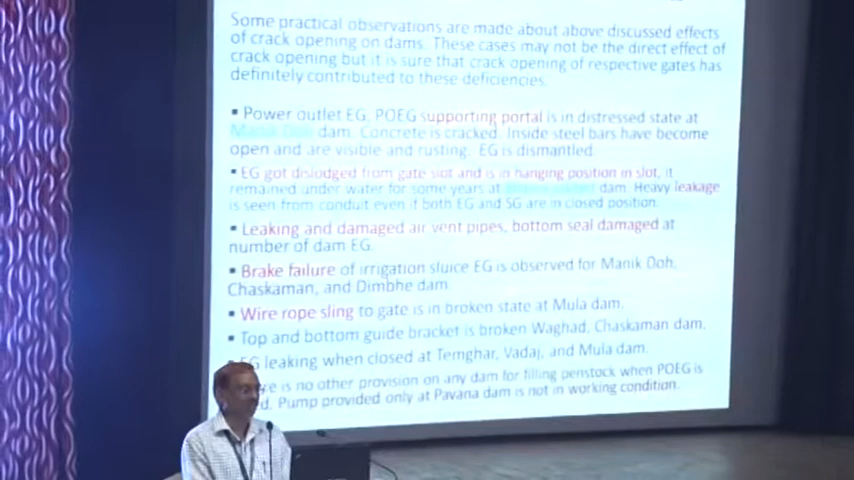 Some practical observations are made about above discussed effects
of crack opening on dams. These cases may not be the direct effect of
crack opening but it is sure that crack opening of respective gates has
definitely contributed to these deficiencies.
▪ Power outlet EG, POEG supporting portal is in distressed state at
Manik Doh dam. Concrete is cracked. Inside steel bars have become
open and are visible and rusting. EG is dismantled.
▪ EG got dislodged from gate slot and is in hanging position in slot, it
remained under water for some years at dam. Heavy leakage
is seen from conduit even if both EG and SG are in closed position.
▪ Leaking and damaged air vent pipes, bottom seal damaged at
number of dam EG.
▪ Brake failure of irrigation sluice EG is observed for Manik Doh,
Chaskaman, and Dimbhe dam
▪ Wire rope sling to gate is in broken state at Mula dam.
▪ Top and bottom guide bracket is broken Waghad, Chaskaman dam.
EG leaking when closed at Temghar, Vadaj, and Mula dam.
is no other provision on any dam for filling penstock when POEG is
Pump provided only at Pavana dam is not in working condition.